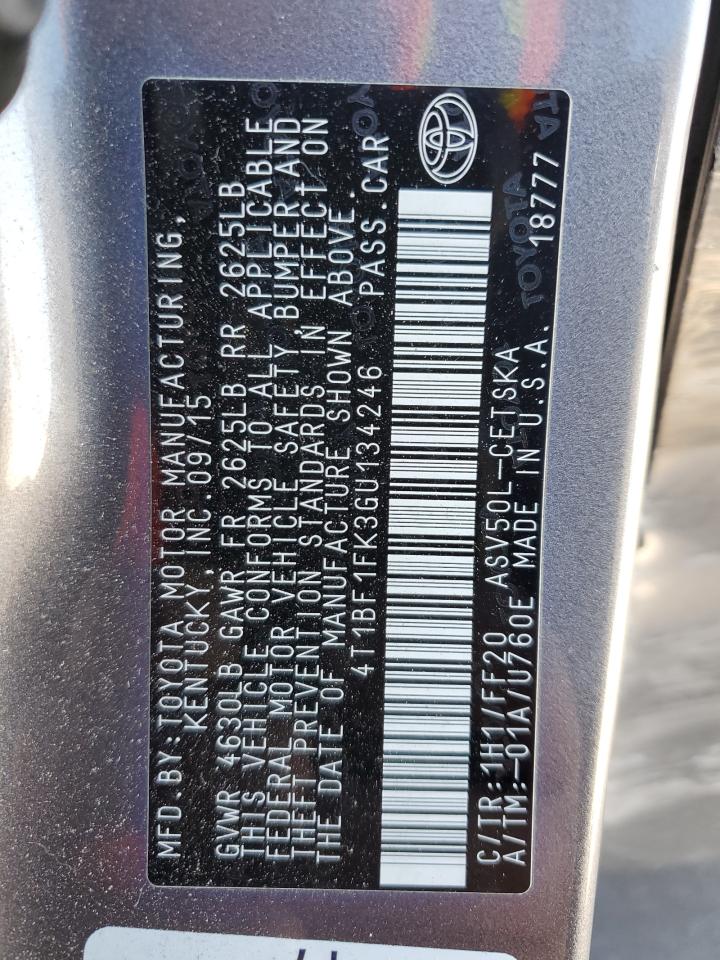 MFD.BY:TOYOTA MOTOR MANUFACTURING,
KENTUCKY, INC.09/15
GVWR 4630LB GAWR FR 2625LB RR 2625LB
THIS VEHICLE CONFORMS TO ALL APPLICABLE
FEDERAL MOTOR VEHICLE SAFETY, BUMPER AND
THEFT PREVENTION STANDARDS IN EFFECT ON
THE DATE OF MANUFACTURE SHOWN ABOVE.
4T1BF1FK3GU134246 PASS.CAR
C/TR:1H1/FF20 ASV50L-CETSKA
A/TM:-01A/U760E MADE IN U.S.A. 18777
TOYOTA